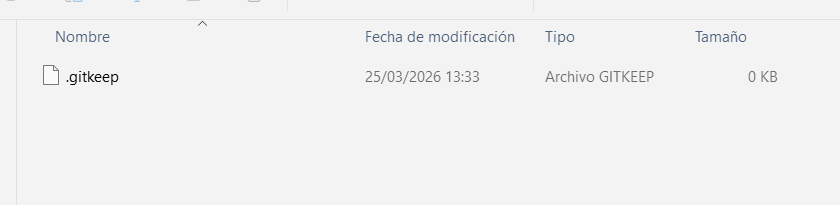 Nombre Fecha de modificación Tipo Tamaño
.gitkeep 25/03/2026 13:33 Archivo GITKEEP 0 KB